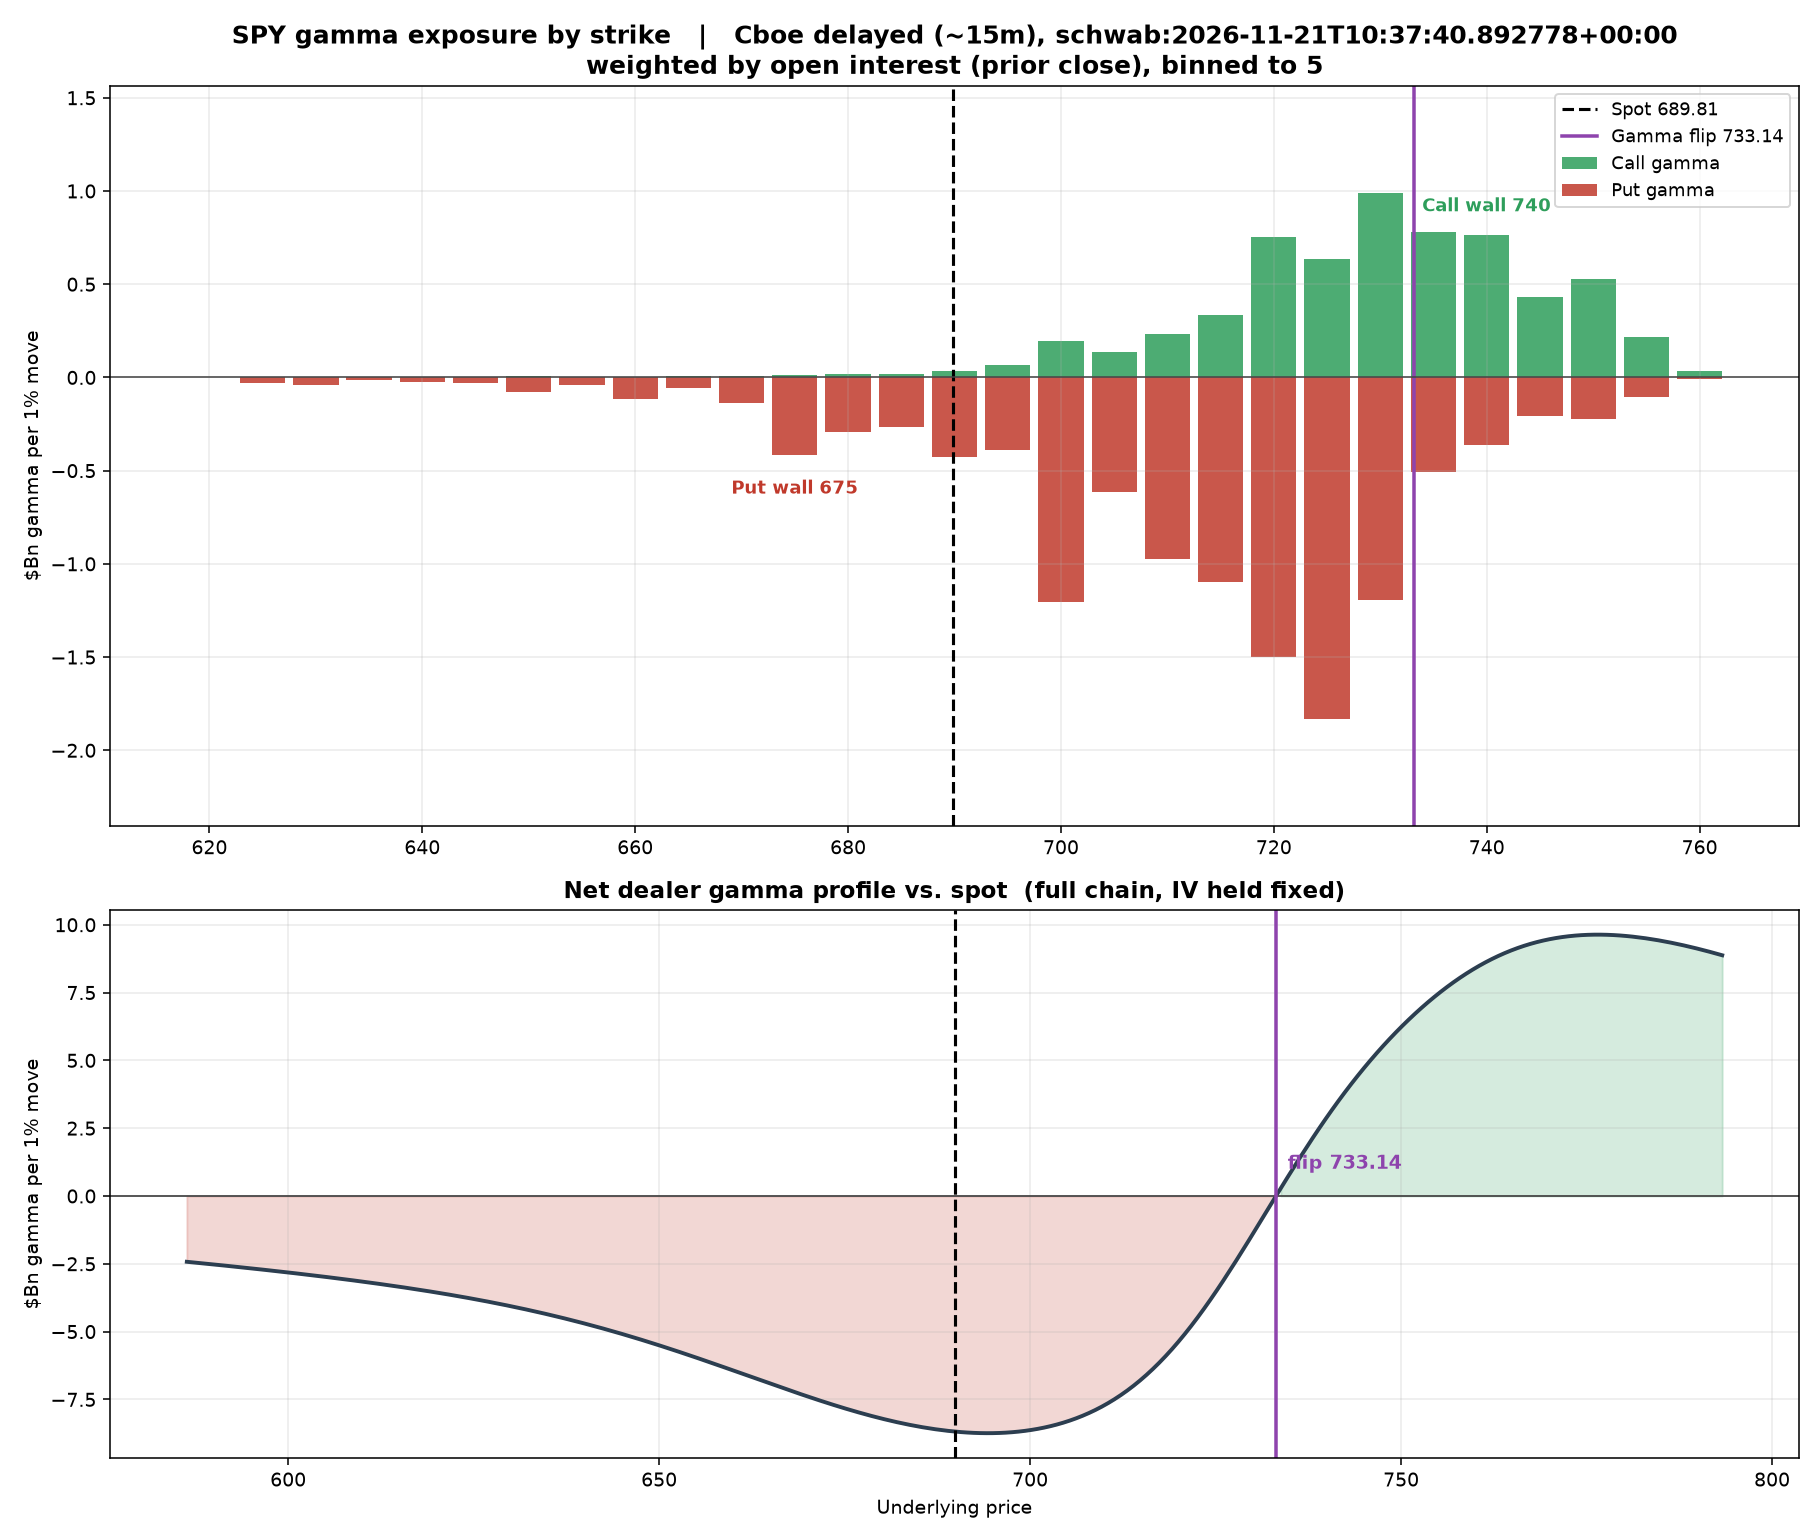 SPY gamma exposure by strike | Cboe delayed (~15m), schwab:2026-11-21T10:37:40.892778+00:00
weighted by open interest (prior close), binned to 5
Spot 689.81
Gamma flip 733.14
Call gamma
Put gamma
Call wall 740
Put wall 675
$Bn gamma per 1% move
1.5
1.0
0.5
0.0
−0.5
−1.0
−1.5
−2.0
620 640 660 680 700 720 740 760
Net dealer gamma profile vs. spot (full chain, IV held fixed)
$Bn gamma per 1% move
10.0
7.5
5.0
2.5
0.0
−2.5
−5.0
−7.5
flip 733.14
600 650 700 750 800
Underlying price